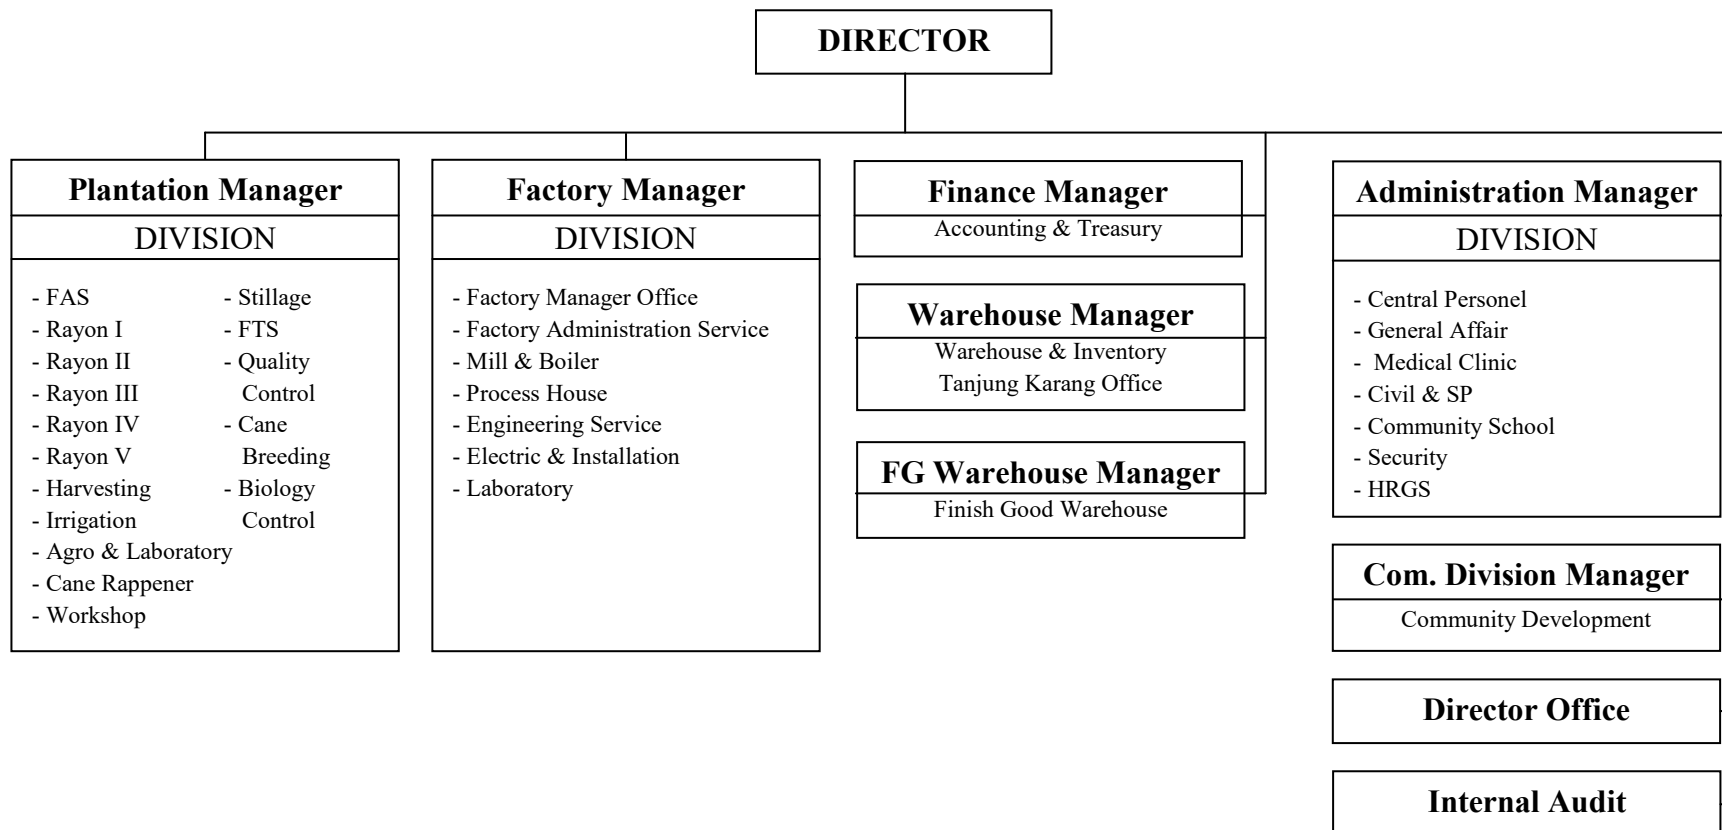 DIRECTOR
Plantation Manager
DIVISION
- FAS
- Rayon I
- Rayon II
- Rayon III
- Rayon IV
- Rayon V
- Harvesting
- Irrigation
- Agro & Laboratory
- Cane Rappener
- Workshop
- Stillage
- FTS
- Quality
Control
- Cane
Breeding
- Biology
Control
Factory Manager
DIVISION
- Factory Manager Office
- Factory Administration Service
- Mill & Boiler
- Process House
- Engineering Service
- Electric & Installation
- Laboratory
Finance Manager
Accounting & Treasury
Warehouse Manager
Warehouse & Inventory
Tanjung Karang Office
FG Warehouse Manager
Finish Good Warehouse
Administration Manager
DIVISION
- Central Personel
- General Affair
- Medical Clinic
- Civil & SP
- Community School
- Security
- HRGS
Com. Division Manager
Community Development
Director Office
Internal Audit